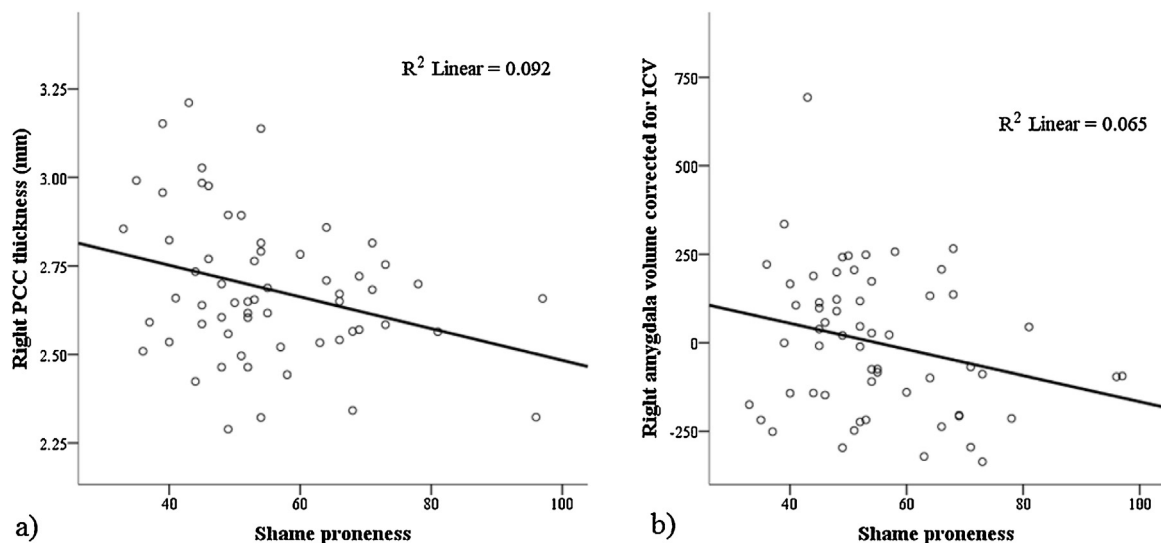 R² Linear = 0.092
Right PCC thickness (mm)
3.25
3.00
2.75
2.50
2.25
40 60 80 100
Shame proneness
a)
R² Linear = 0.065
Right amygdala volume corrected for ICV
750
500
250
0
-250
40 60 80 100
Shame proneness
b)